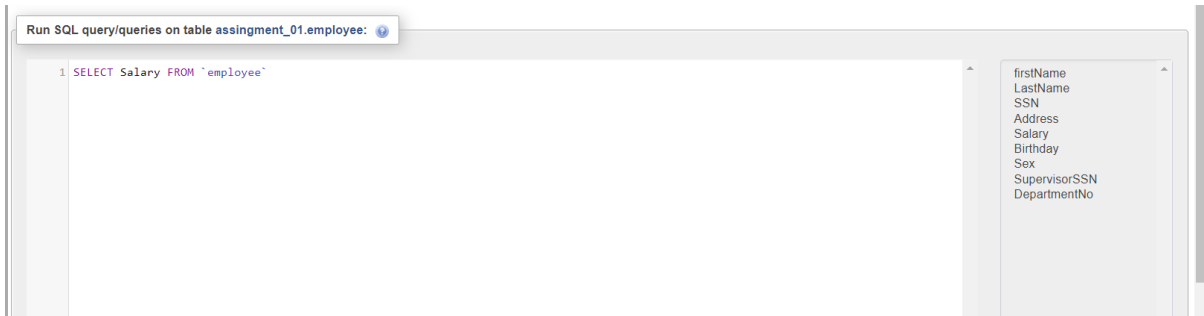 Run SQL query/queries on table assingment_01.employee:
1 SELECT Salary FROM `employee`
firstName
LastName
SSN
Address
Salary
Birthday
Sex
SupervisorSSN
DepartmentNo